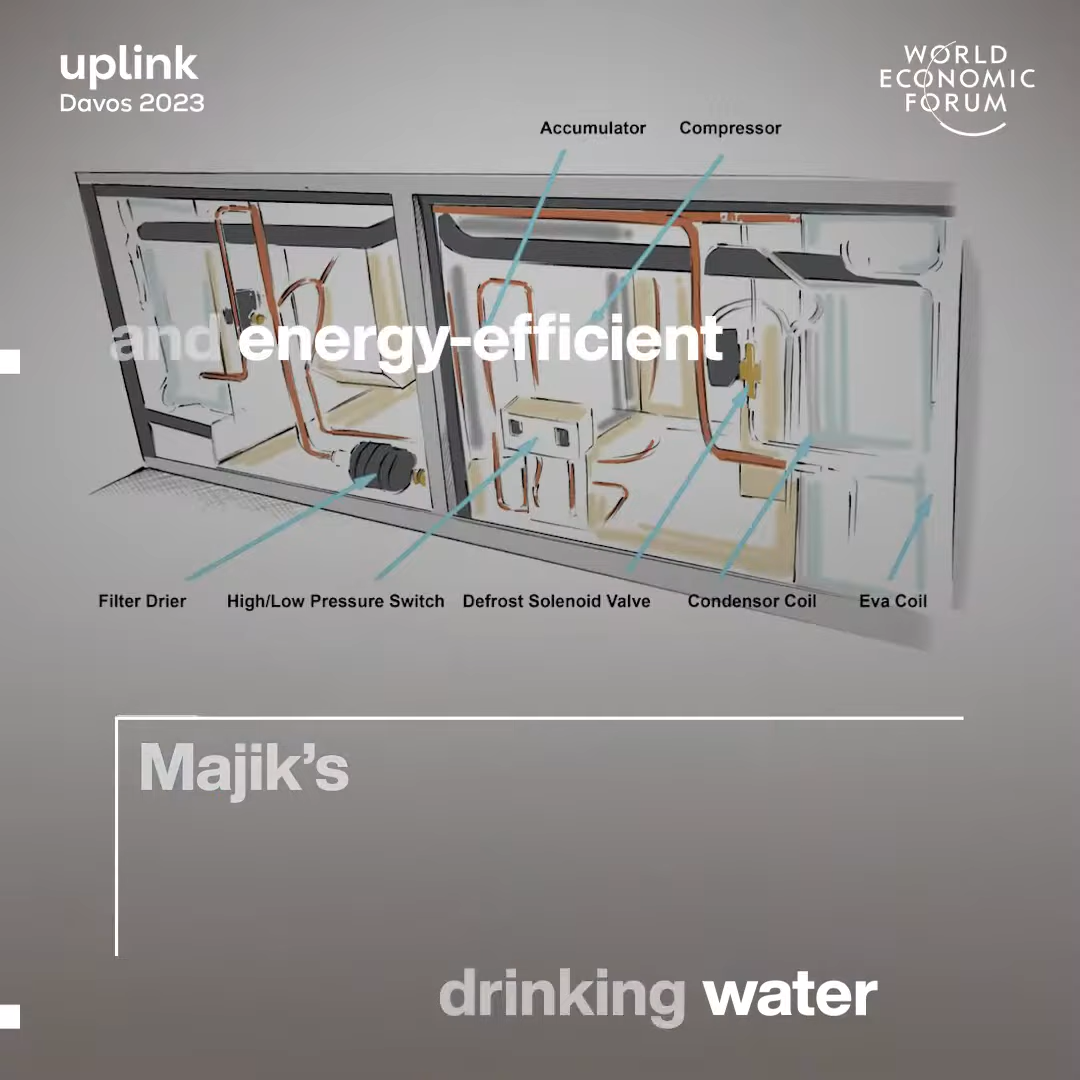 uplink
Davos 2023
WORLD
ECONOMIC
FORUM
Accumulator
Compressor
and energy-efficient
Filter Drier
High/Low Pressure Switch
Defrost Solenoid Valve
Condensor Coil
Eva Coil
Majik’s
drinking water